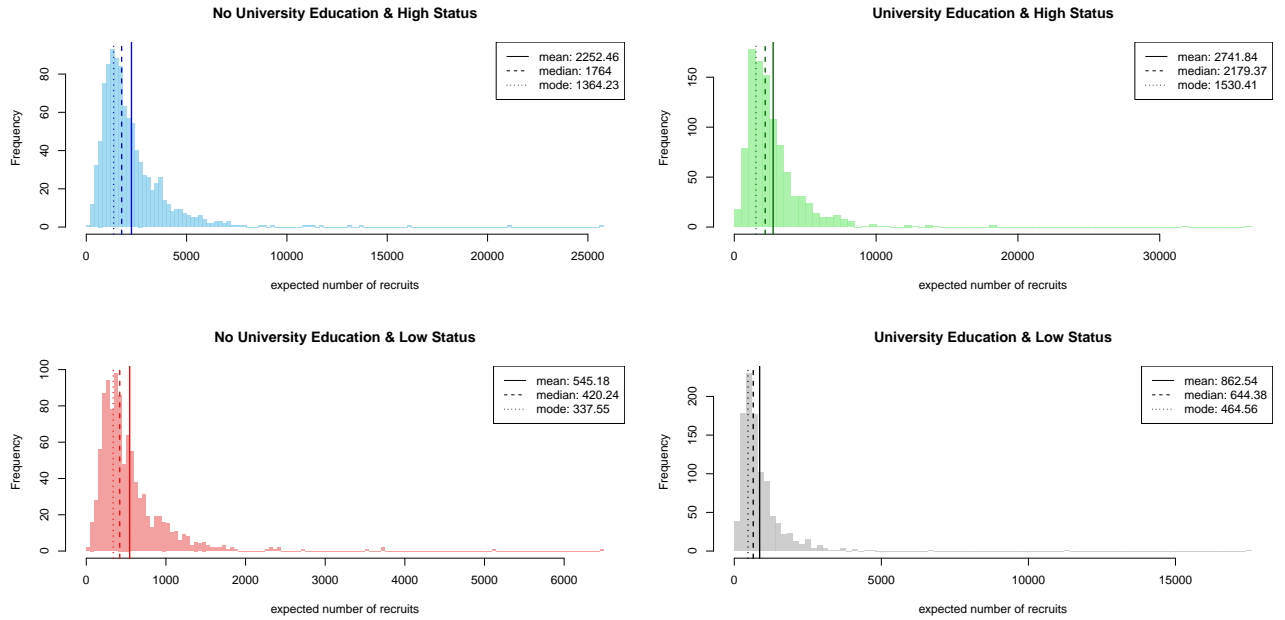 No University Education & High Status
mean: 2252.46
median: 1764
mode: 1364.23
Frequency
0 20 40 60 80
0 5000 10000 15000 20000 25000
expected number of recruits
University Education & High Status
mean: 2741.84
median: 2179.37
mode: 1530.41
Frequency
0 50 100 150
0 10000 20000 30000
expected number of recruits
No University Education & Low Status
mean: 545.18
median: 420.24
mode: 337.55
Frequency
0 20 40 60 80 100
0 1000 2000 3000 4000 5000 6000
expected number of recruits
University Education & Low Status
mean: 862.54
median: 644.38
mode: 464.56
Frequency
0 50 100 150 200
0 5000 10000 15000
expected number of recruits